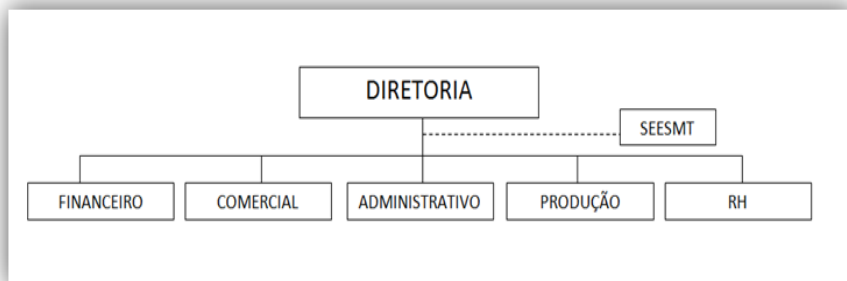 DIRETORIA
SEESMT
FINANCEIRO
COMERCIAL
ADMINISTRATIVO
PRODUÇÃO
RH